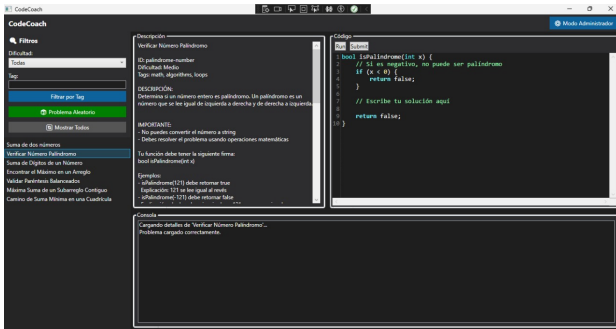 CodeCoach
CodeCoach
Modo Administrador
Filtros
Dificultad:
Todas
Tag:
Filtrar por Tag
Problema Aleatorio
Mostrar Todos
Suma de dos números
Verificar Número Palíndromo
Suma de Dígitos de un Número
Encontrar el Máximo en un Arreglo
Validar Paréntesis Balanceados
Máxima Suma de un Subarreglo Contiguo
Camino de Suma Mínima en una Cuadrícula
Descripción
Verificar Número Palíndromo
ID: palindrome-number
Dificultad: Medio
Tags: math, algorithms, loops
DESCRIPCIÓN:
Determina si un número entero es palíndromo. Un palíndromo es un
número que se lee igual de izquierda a derecha y de derecha a izquierda.
IMPORTANTE:
- No puedes convertir el número a string
- Debes resolver el problema usando operaciones matemáticas
Tu función debe tener la siguiente firma:
bool isPalindrome(int x)
Ejemplos:
- isPalindrome(121) debe retornar true
Explicación: 121 se lee igual al revés
- isPalindrome(-121) debe retornar false
Código
Run Submit
1 bool isPalindrome(int x) {
2 // Si es negativo, no puede ser palíndromo
3 if (x < 0) {
4 return false;
5 }
6
7 // Escribe tu solución aquí
8
9 return false;
10 }
Consola
Cargando detalles de 'Verificar Número Palíndromo'...
Problema cargado correctamente.